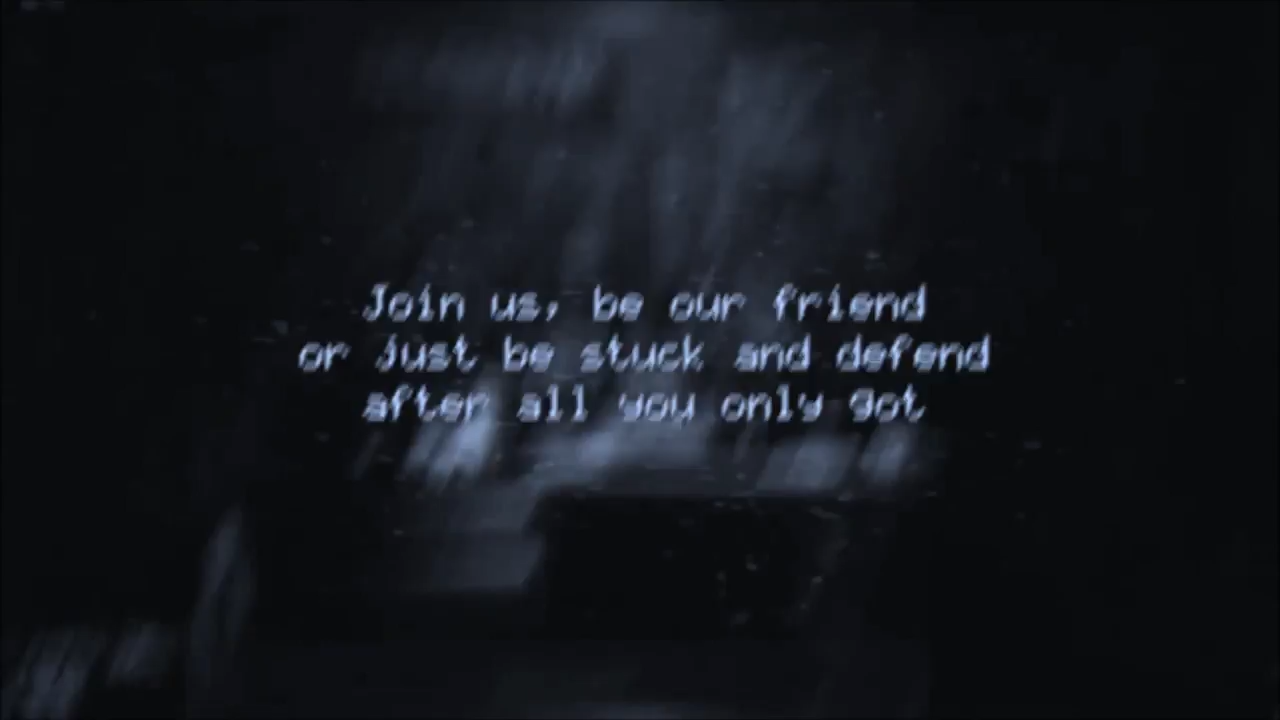 Join us, be our friend
or just be stuck and defend
after all you only got